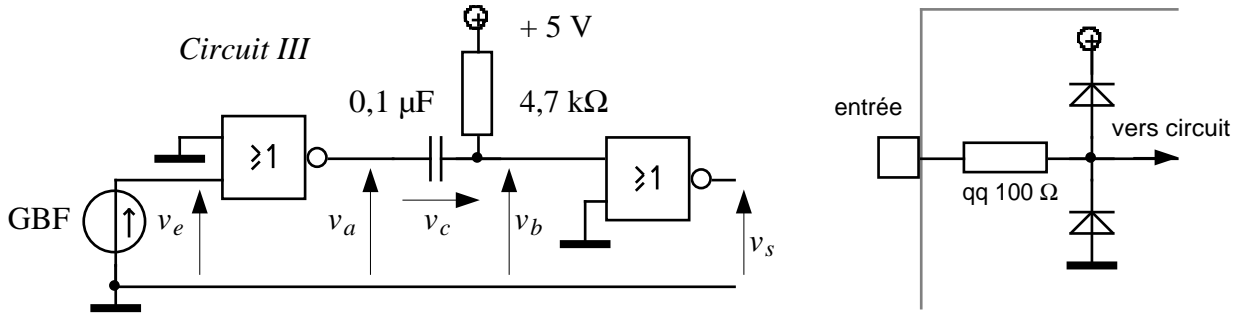 Circuit III
+ 5 V
0,1 µF
4,7 kΩ
≥1
≥1
GBF
v_e
v_a
v_c
v_b
v_s
entrée
vers circuit
qq 100 Ω